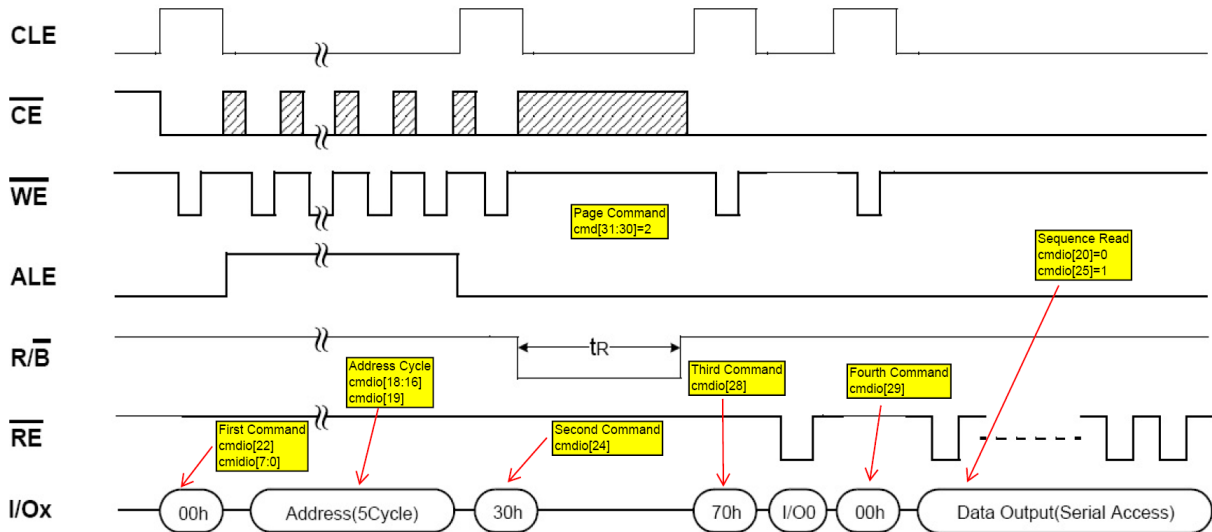 CLE
CE
WE
Page Command
cmd[31:30]=2
Sequence Read
cmdio[20]=0
cmdio[25]=1
ALE
R/B
tR
Address Cycle
cmdio[18:16]
cmdio[19]
Third Command
cmdio[28]
Fourth Command
cmdio[29]
RE
First Command
cmdio[22]
cmidio[7:0]
Second Command
cmdio[24]
I/Ox
00h
Address(5Cycle)
30h
70h
I/O0
00h
Data Output(Serial Access)